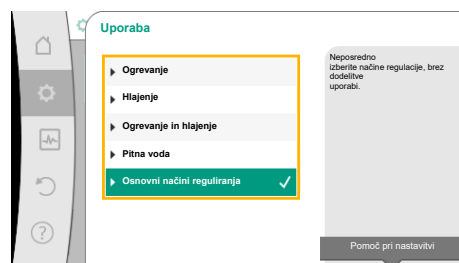 Uporaba
Ogrevanje
Hlajenje
Ogrevanje in hlajenje
Pitna voda
Osnovni načini reguliranja
Neposredno
izberite načine regulacije, brez
dodelitve
uporabi.
Pomoč pri nastavitvi